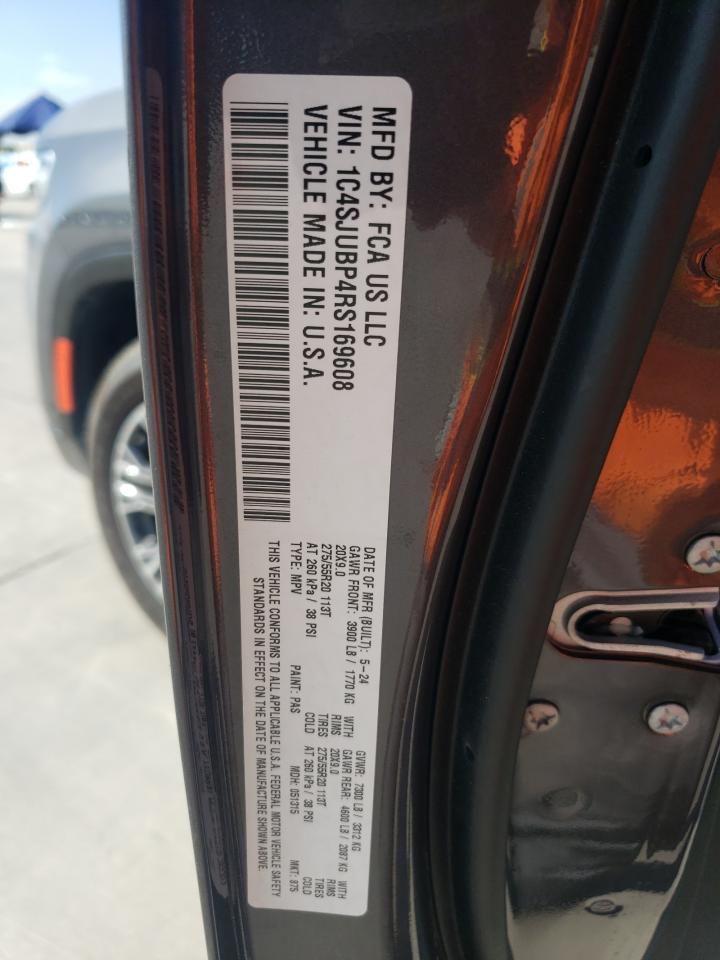 MFD BY: FCA US LLC
VIN: 1C4SJUBP4RS169608
VEHICLE MADE IN: U.S.A.
DATE OF MFR (BUILT): 5-24 GVWR: 7300 LB / 3312 KG
GAWR FRONT: 3900 LB / 1770 KG WITH GAWR REAR: 4600 LB / 2087 KG WITH
20X9.0 RIMS 20X9.0 RIMS
275/55R20 113T TIRES 275/55R20 113T TIRES
AT 260 kPa / 38 PSI COLD AT 260 kPa / 38 PSI COLD
TYPE: MPV PAINT: PAS MDH: 051315 MKT: 975
THIS VEHICLE CONFORMS TO ALL APPLICABLE U.S.A. FEDERAL MOTOR VEHICLE SAFETY
STANDARDS IN EFFECT ON THE DATE OF MANUFACTURE SHOWN ABOVE.